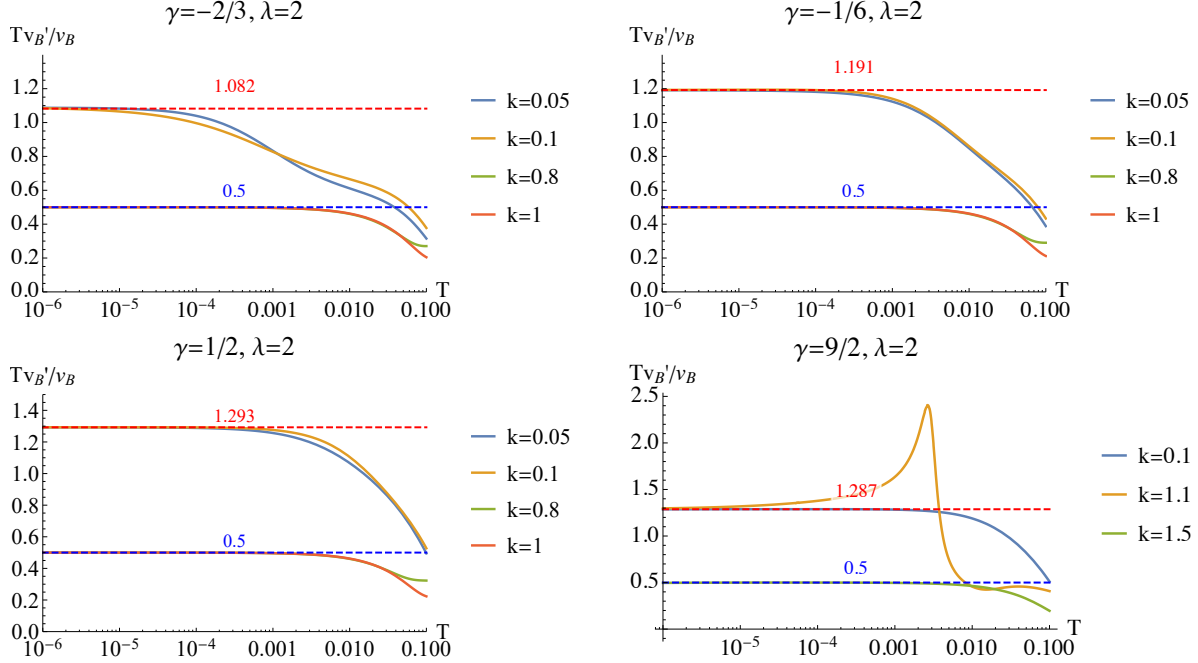 γ=−2/3, λ=2
Tv_B'/v_B
1.2
1.0
0.8
0.6
0.4
0.2
0.0
1.082
0.5
10⁻⁶
10⁻⁵
10⁻⁴
0.001
0.010
0.100
T
k=0.05
k=0.1
k=0.8
k=1
γ=−1/6, λ=2
Tv_B'/v_B
1.2
1.0
0.8
0.6
0.4
0.2
0.0
1.191
0.5
10⁻⁶
10⁻⁵
10⁻⁴
0.001
0.010
0.100
T
k=0.05
k=0.1
k=0.8
k=1
γ=1/2, λ=2
Tv_B'/v_B
1.4
1.2
1.0
0.8
0.6
0.4
0.2
0.0
1.293
0.5
10⁻⁶
10⁻⁵
10⁻⁴
0.001
0.010
0.100
T
k=0.05
k=0.1
k=0.8
k=1
γ=9/2, λ=2
Tv_B'/v_B
2.5
2.0
1.5
1.0
0.5
1.287
0.5
10⁻⁵
10⁻⁴
0.001
0.010
0.100
T
k=0.1
k=1.1
k=1.5